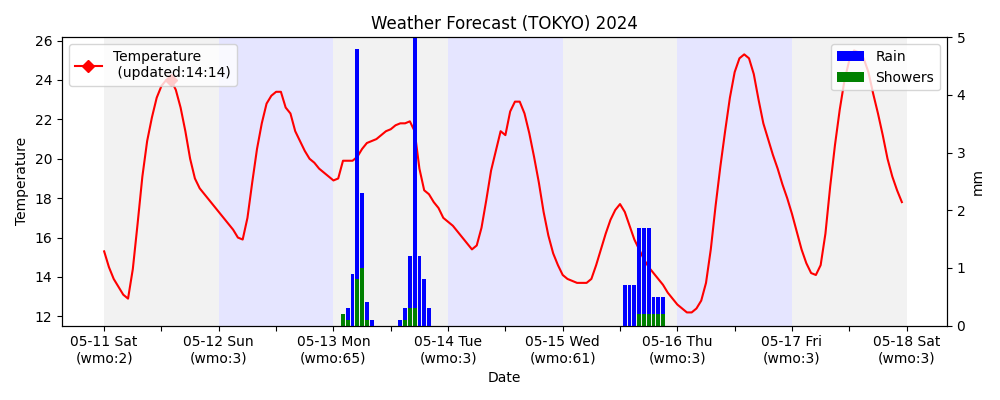 Weather Forecast (TOKYO) 2024
Temperature
(updated:14:14)
Rain
Showers
Temperature
26
24
22
20
18
16
14
12
5
4
3
2
1
0
mm
05-11 Sat
(wmo:2)
05-12 Sun
(wmo:3)
05-13 Mon
(wmo:65)
05-14 Tue
(wmo:3)
05-15 Wed
(wmo:61)
05-16 Thu
(wmo:3)
05-17 Fri
(wmo:3)
05-18 Sat
(wmo:3)
Date